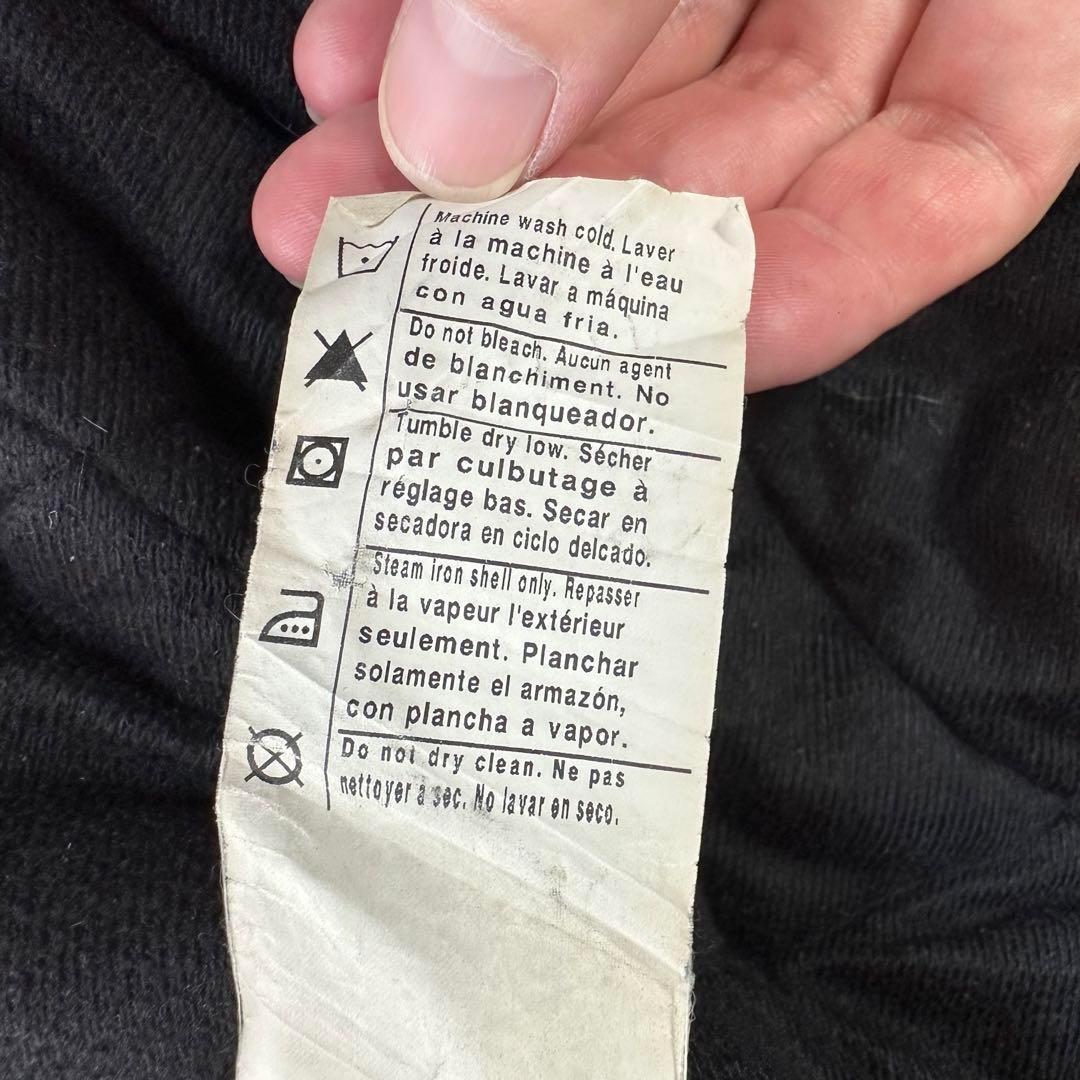 Machine wash cold. Laver
à la machine à l'eau
froide. Lavar a máquina
con agua fria.
Do not bleach. Aucun agent
de blanchiment. No
usar blanqueador.
Tumble dry low. Sécher
par culbutage à
réglage bas. Secar en
secadora en ciclo delcado.
Steam iron shell only. Repasser
à la vapeur l'extérieur
seulement. Planchar
solamente el armazón,
con plancha a vapor.
Do not dry clean. Ne pas
nettoyer à sec. No lavar en seco.